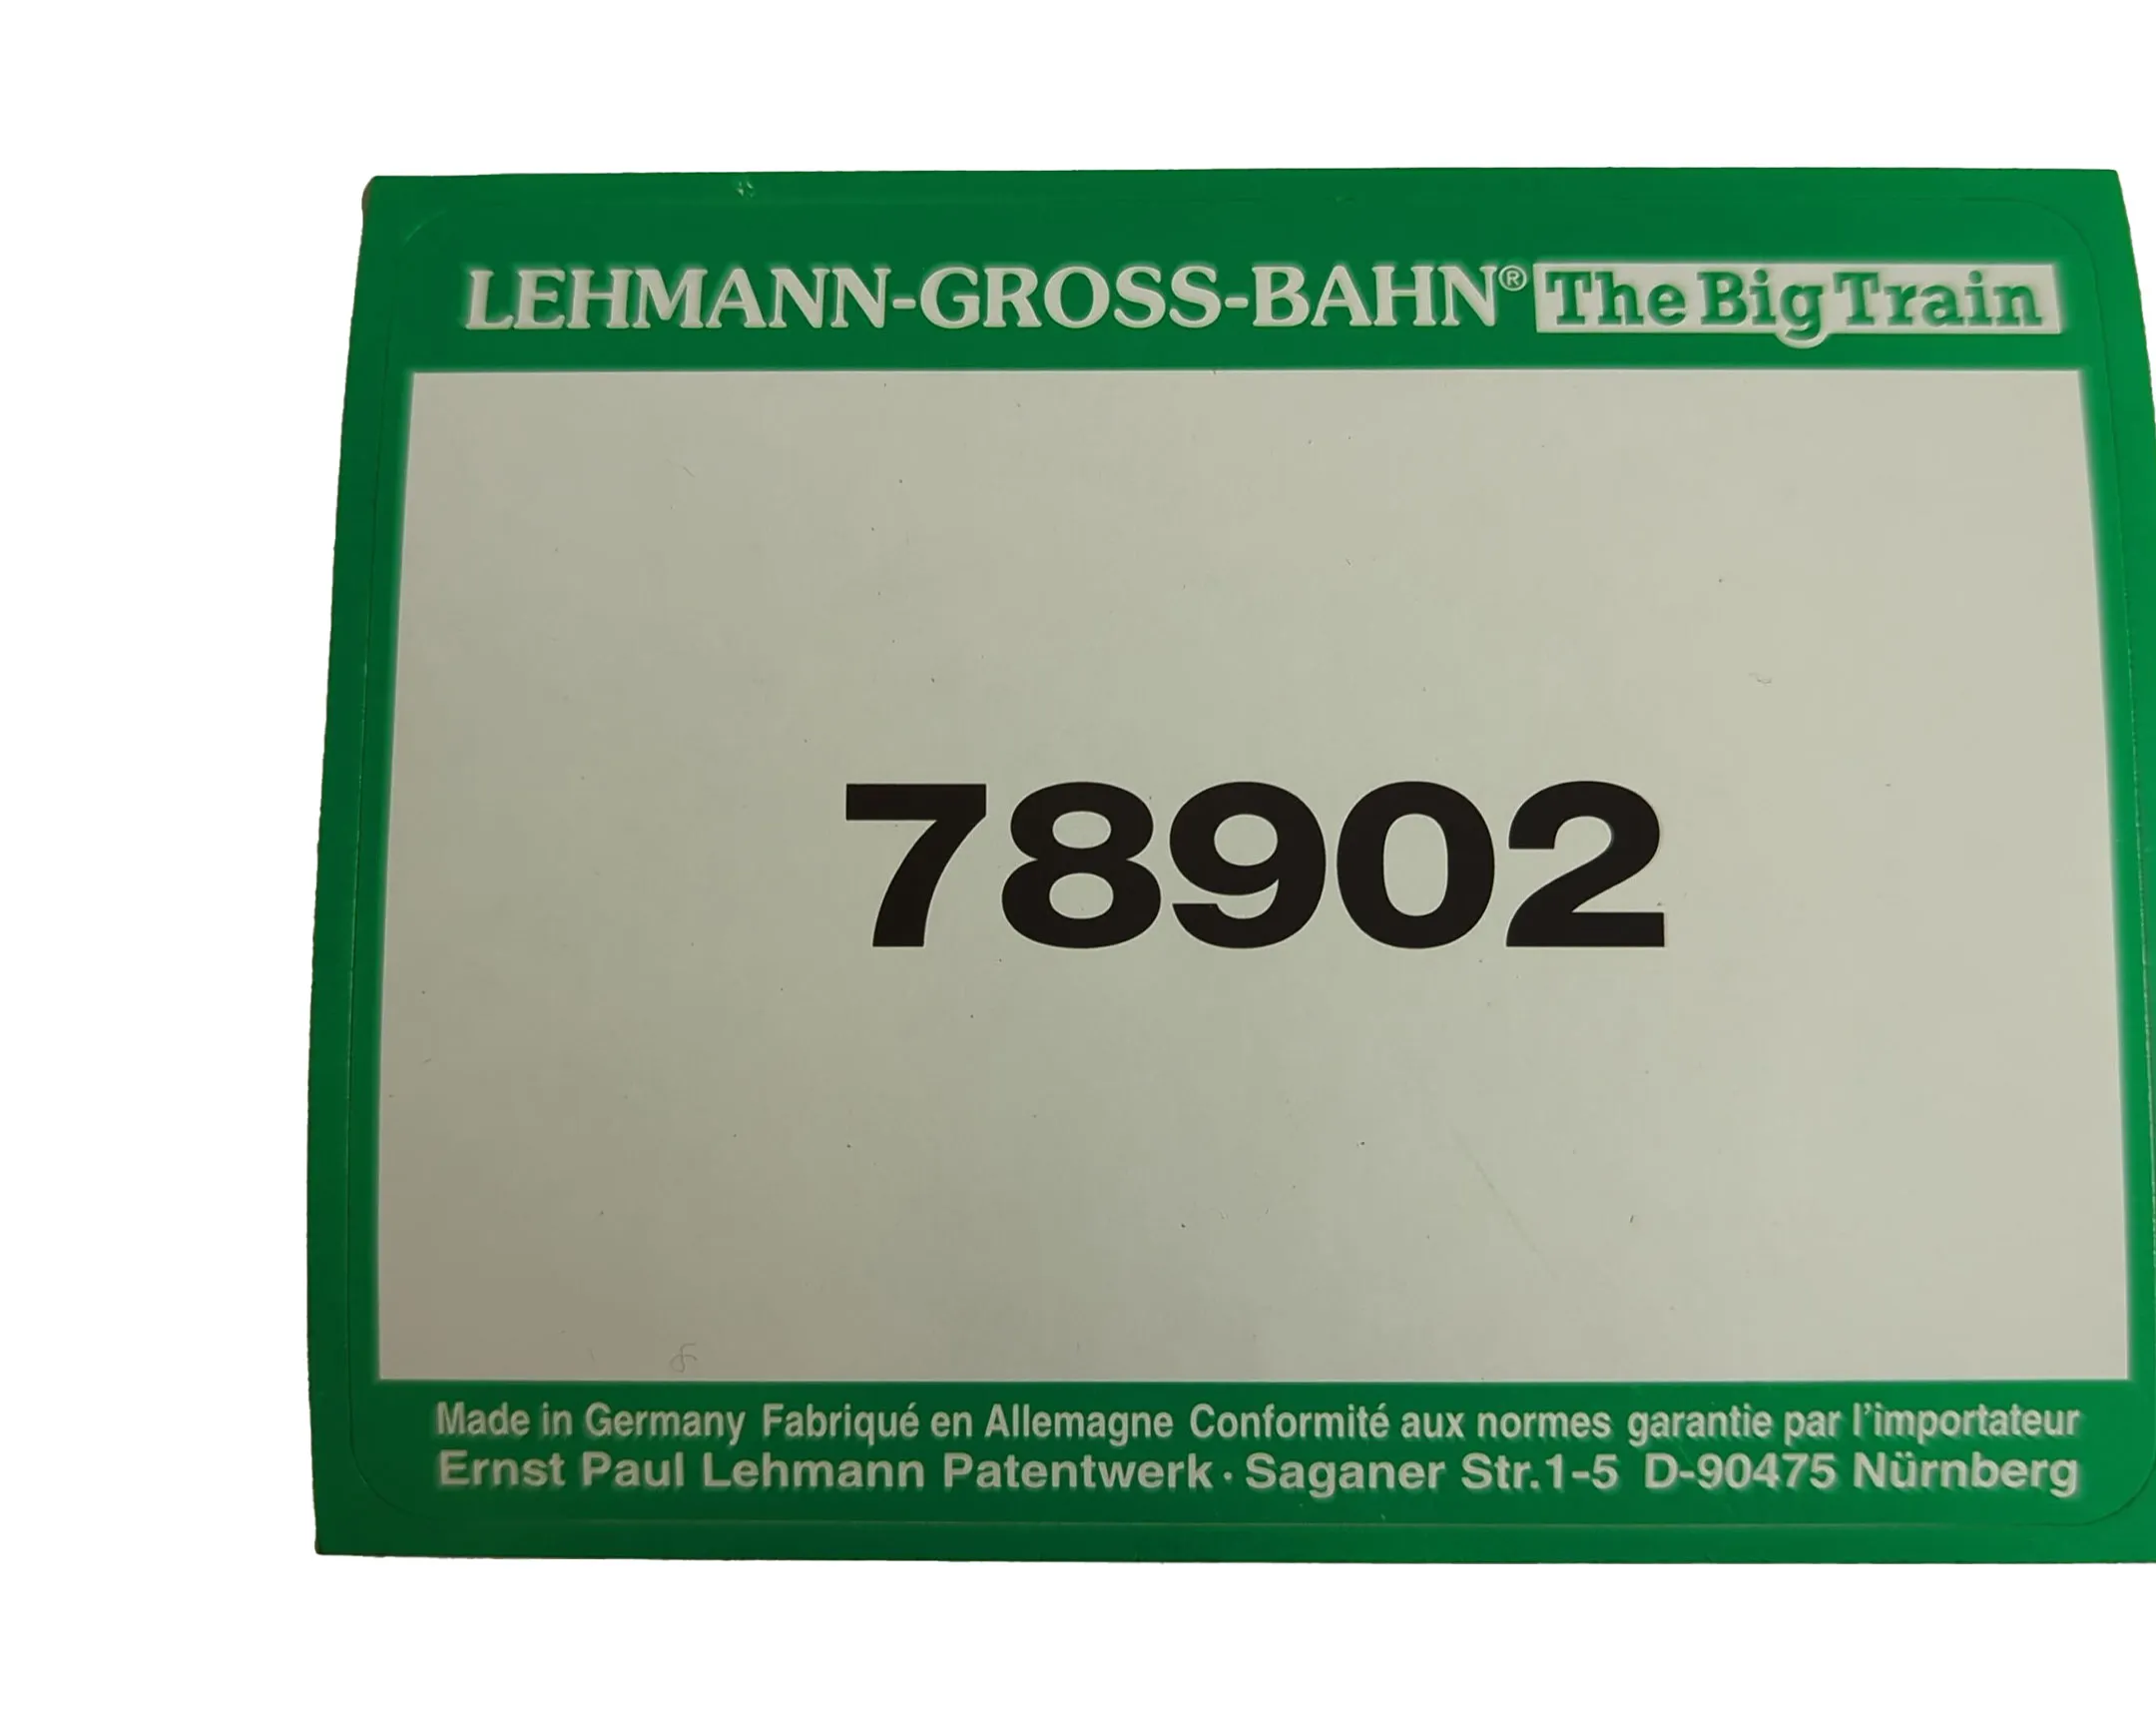 LEHMANN-GROSS-BAHN® The Big Train
78902
Made in Germany Fabriqué en Allemagne Conformité aux normes garantie par l'importateur
Ernst Paul Lehmann Patentwerk · Saganer Str.1-5 D-90475 Nürnberg